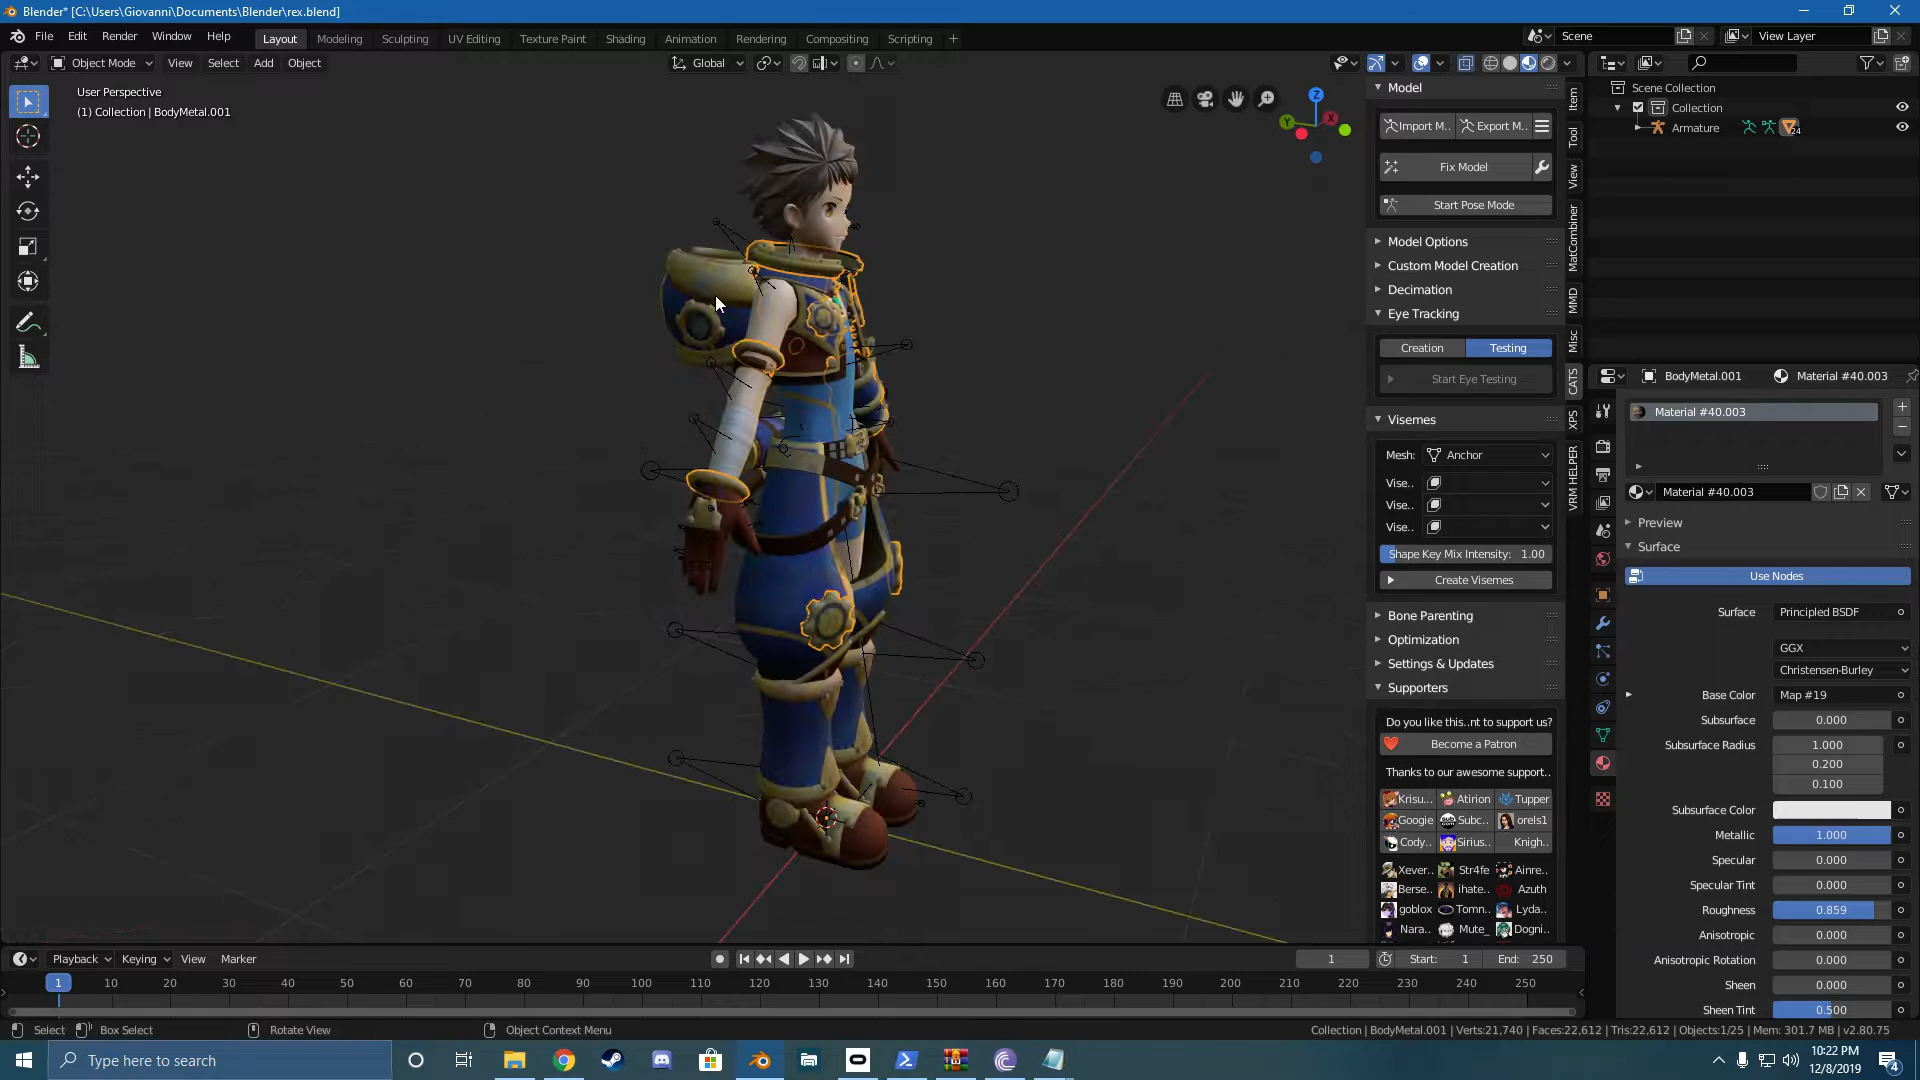 Blender* [C:\Users\Giovanni\Documents\Blender\rex.blend]
File Edit Render Window Help
Layout Modeling Sculpting UV Editing Texture Paint Shading Animation Rendering Compositing Scripting +
Scene
View Layer
Object Mode View Select Add Object
Global
User Perspective
(1) Collection | BodyMetal.001
Z
Y
X
Model
Import M..
Export M..
Fix Model
Start Pose Mode
Model Options
Custom Model Creation
Decimation
Eye Tracking
Creation Testing
Start Eye Testing
Visemes
Mesh: Anchor
Vise..
Vise..
Vise..
Shape Key Mix Intensity: 1.00
Create Visemes
Bone Parenting
Optimization
Settings & Updates
Supporters
Do you like this..nt to support us?
Become a Patron
Thanks to our awesome support..
Krisu... Atirion Tupper
Googie Subc.. orels1
Cody.. Sirius.. Knigh..
Xever.. Str4fe Ainre..
Berse.. ihate.. Azuth
goblox Tomn.. Lyda..
Nara.. Mute_ Dogni..
Item
Tool
View
MatCombiner
MMD
Misc
CATS
XPS
VRM HELPER
Scene Collection
Collection
Armature 24
BodyMetal.001 Material #40.003
Material #40.003
Material #40.003
Preview
Surface
Use Nodes
Surface Principled BSDF
GGX
Christensen-Burley
Base Color Map #19
Subsurface 0.000
Subsurface Radius 1.000
0.200
0.100
Subsurface Color
Metallic 1.000
Specular 0.000
Specular Tint 0.000
Roughness 0.859
Anisotropic 0.000
Anisotropic Rotation 0.000
Sheen 0.000
Sheen Tint 0.500
Playback Keying View Marker
1 Start: 1 End: 250
1 10 20 30 40 50 60 70 80 90 100 110 120 130 140 150 160 170 180 190 200 210 220 230 240 250
Select Box Select Rotate View Object Context Menu
Collection | BodyMetal.001 | Verts:21,740 | Faces:22,612 | Tris:22,612 | Objects:1/25 | Mem: 301.7 MB | v2.80.75
Type here to search
10:22 PM
12/8/2019
4